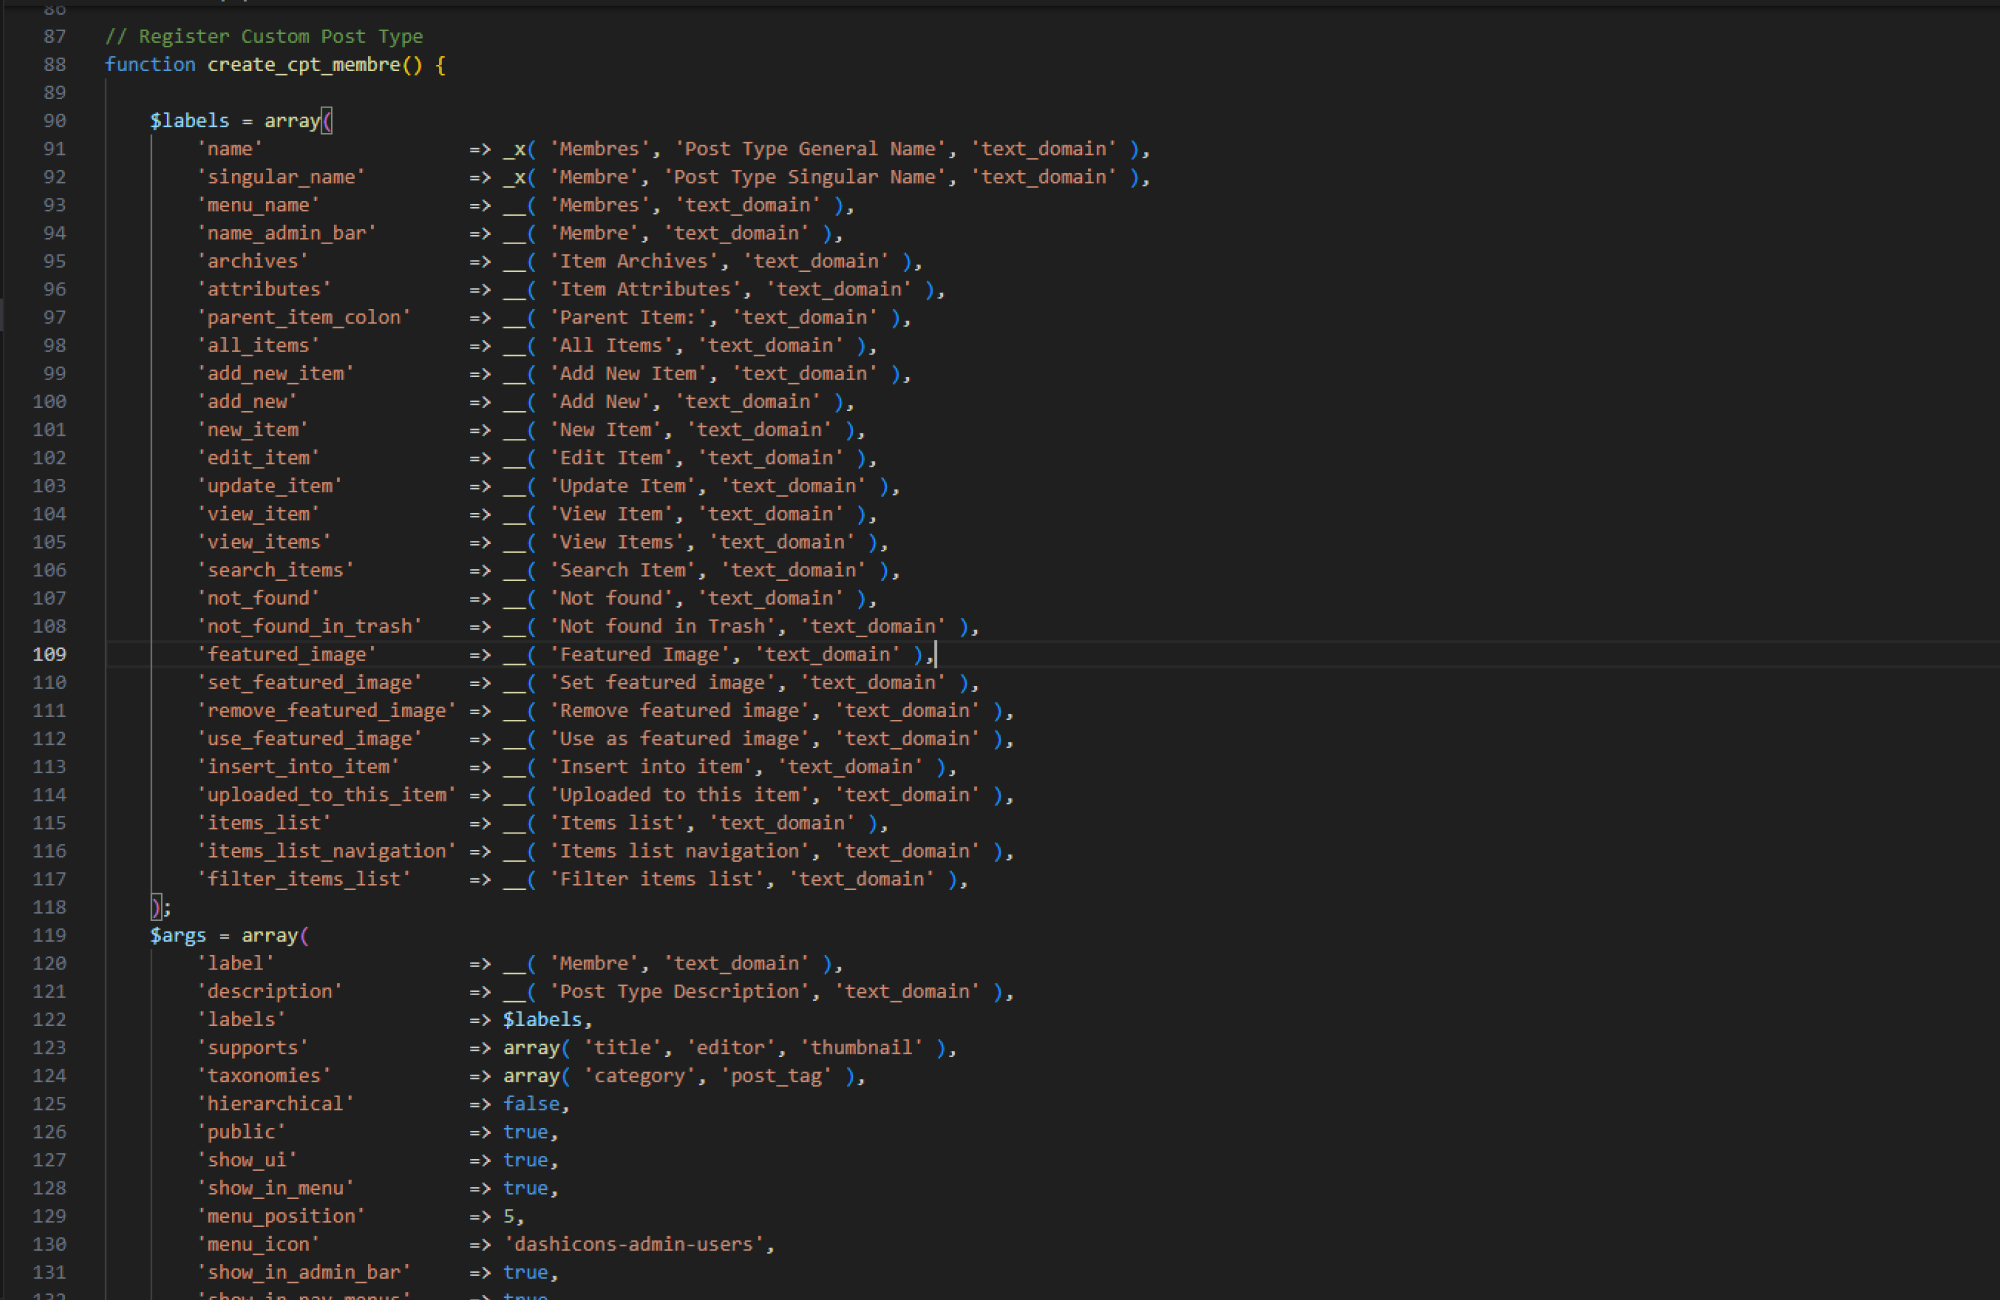 86
87 // Register Custom Post Type
88 function create_cpt_membre() {
89
90 $labels = array(
91 'name' => _x( 'Membres', 'Post Type General Name', 'text_domain' ),
92 'singular_name' => _x( 'Membre', 'Post Type Singular Name', 'text_domain' ),
93 'menu_name' => __( 'Membres', 'text_domain' ),
94 'name_admin_bar' => __( 'Membre', 'text_domain' ),
95 'archives' => __( 'Item Archives', 'text_domain' ),
96 'attributes' => __( 'Item Attributes', 'text_domain' ),
97 'parent_item_colon' => __( 'Parent Item:', 'text_domain' ),
98 'all_items' => __( 'All Items', 'text_domain' ),
99 'add_new_item' => __( 'Add New Item', 'text_domain' ),
100 'add_new' => __( 'Add New', 'text_domain' ),
101 'new_item' => __( 'New Item', 'text_domain' ),
102 'edit_item' => __( 'Edit Item', 'text_domain' ),
103 'update_item' => __( 'Update Item', 'text_domain' ),
104 'view_item' => __( 'View Item', 'text_domain' ),
105 'view_items' => __( 'View Items', 'text_domain' ),
106 'search_items' => __( 'Search Item', 'text_domain' ),
107 'not_found' => __( 'Not found', 'text_domain' ),
108 'not_found_in_trash' => __( 'Not found in Trash', 'text_domain' ),
109 'featured_image' => __( 'Featured Image', 'text_domain' ),
110 'set_featured_image' => __( 'Set featured image', 'text_domain' ),
111 'remove_featured_image' => __( 'Remove featured image', 'text_domain' ),
112 'use_featured_image' => __( 'Use as featured image', 'text_domain' ),
113 'insert_into_item' => __( 'Insert into item', 'text_domain' ),
114 'uploaded_to_this_item' => __( 'Uploaded to this item', 'text_domain' ),
115 'items_list' => __( 'Items list', 'text_domain' ),
116 'items_list_navigation' => __( 'Items list navigation', 'text_domain' ),
117 'filter_items_list' => __( 'Filter items list', 'text_domain' ),
118 );
119 $args = array(
120 'label' => __( 'Membre', 'text_domain' ),
121 'description' => __( 'Post Type Description', 'text_domain' ),
122 'labels' => $labels,
123 'supports' => array( 'title', 'editor', 'thumbnail' ),
124 'taxonomies' => array( 'category', 'post_tag' ),
125 'hierarchical' => false,
126 'public' => true,
127 'show_ui' => true,
128 'show_in_menu' => true,
129 'menu_position' => 5,
130 'menu_icon' => 'dashicons-admin-users',
131 'show_in_admin_bar' => true,
132 'show_in_nav_menus' => true,